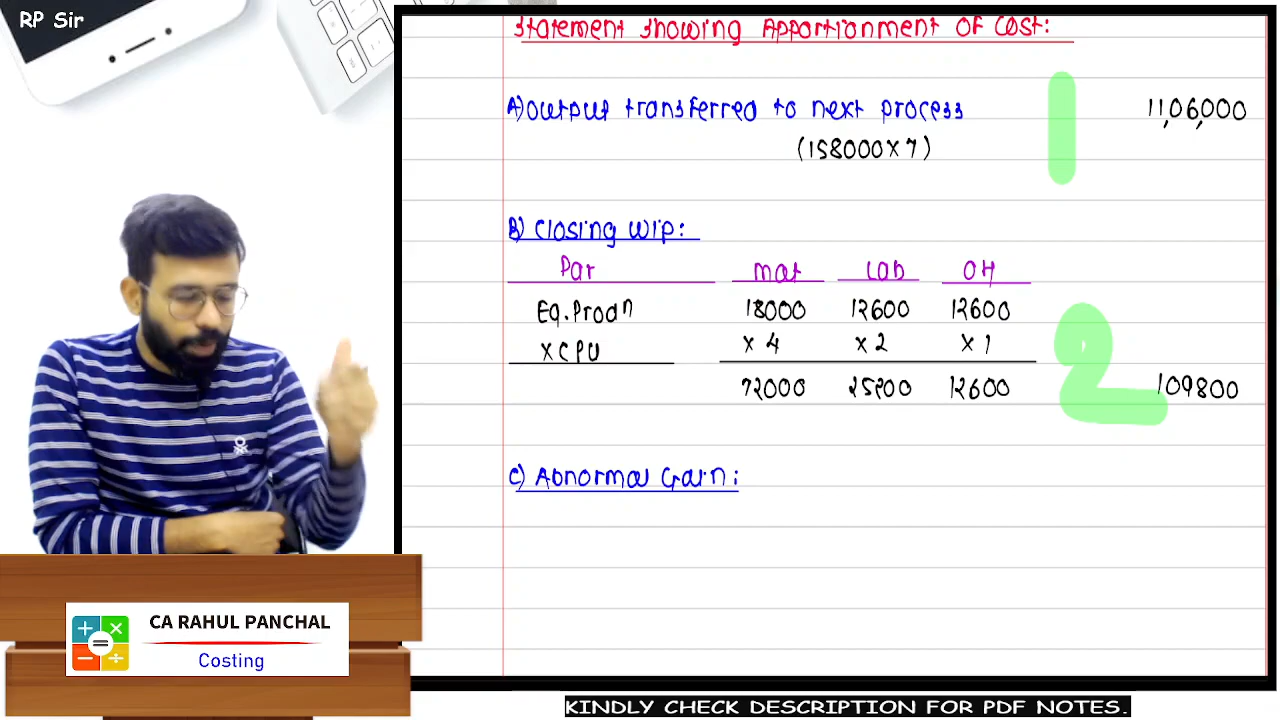 RP Sir
Statement Showing Apportionment Of Cost:
A) Output transferred to next process 11,06,000
(158000 x 7)
B) Closing WIP:
Par Mat Lab OH
Eq. Prodn 18000 12600 12600
x CPU x 4 x 2 x 1
72000 25200 12600 109800
C) Abnormal Gain:
CA RAHUL PANCHAL
Costing
KINDLY CHECK DESCRIPTION FOR PDF NOTES.